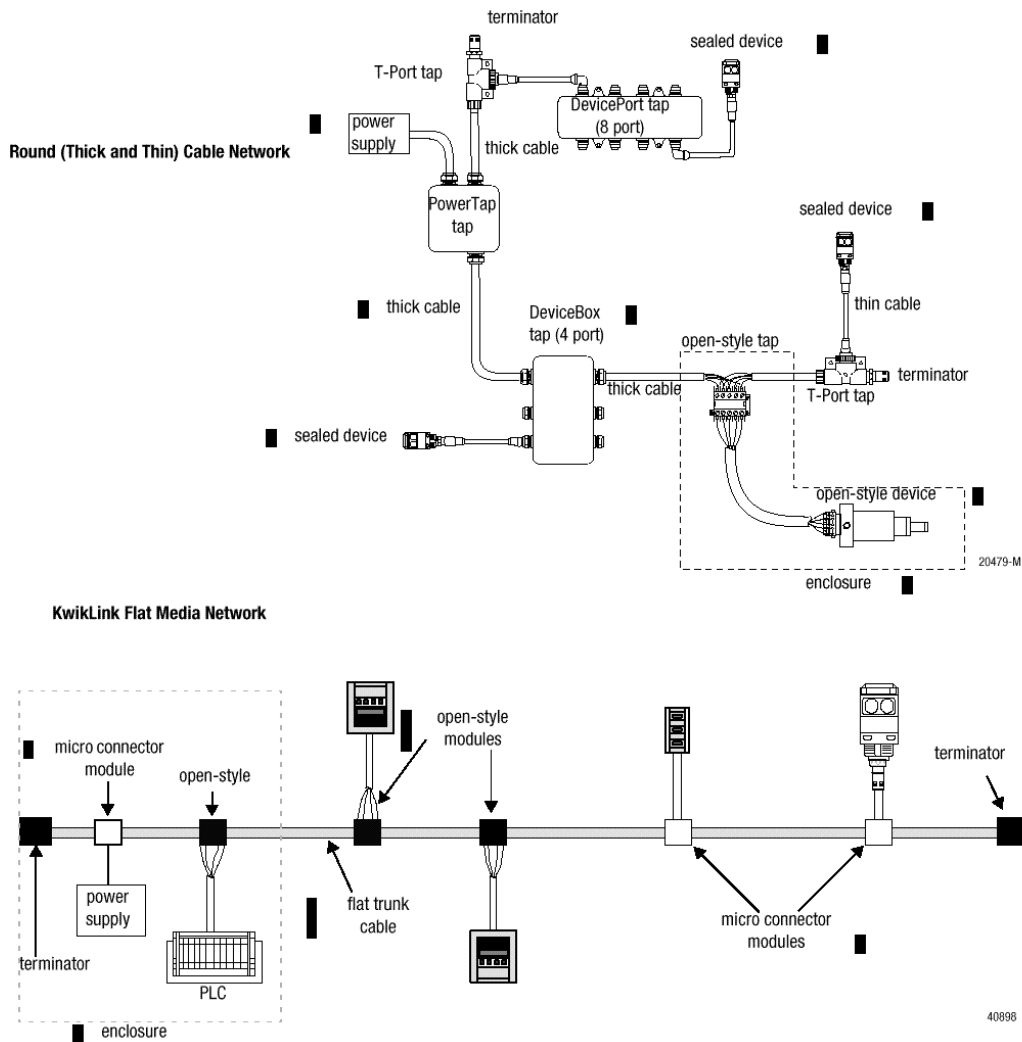 terminator
sealed device
T-Port tap
DevicePort tap
(8 port)
power
supply
thick cable
Round (Thick and Thin) Cable Network
PowerTap
tap
sealed device
thick cable
DeviceBox
tap (4 port)
thin cable
open-style tap
thick cable
terminator
T-Port tap
sealed device
open-style device
20479-M
enclosure
KwikLink Flat Media Network
micro connector
module
open-style
open-style
modules
terminator
power
supply
flat trunk
cable
micro connector
modules
terminator
PLC
40898
enclosure